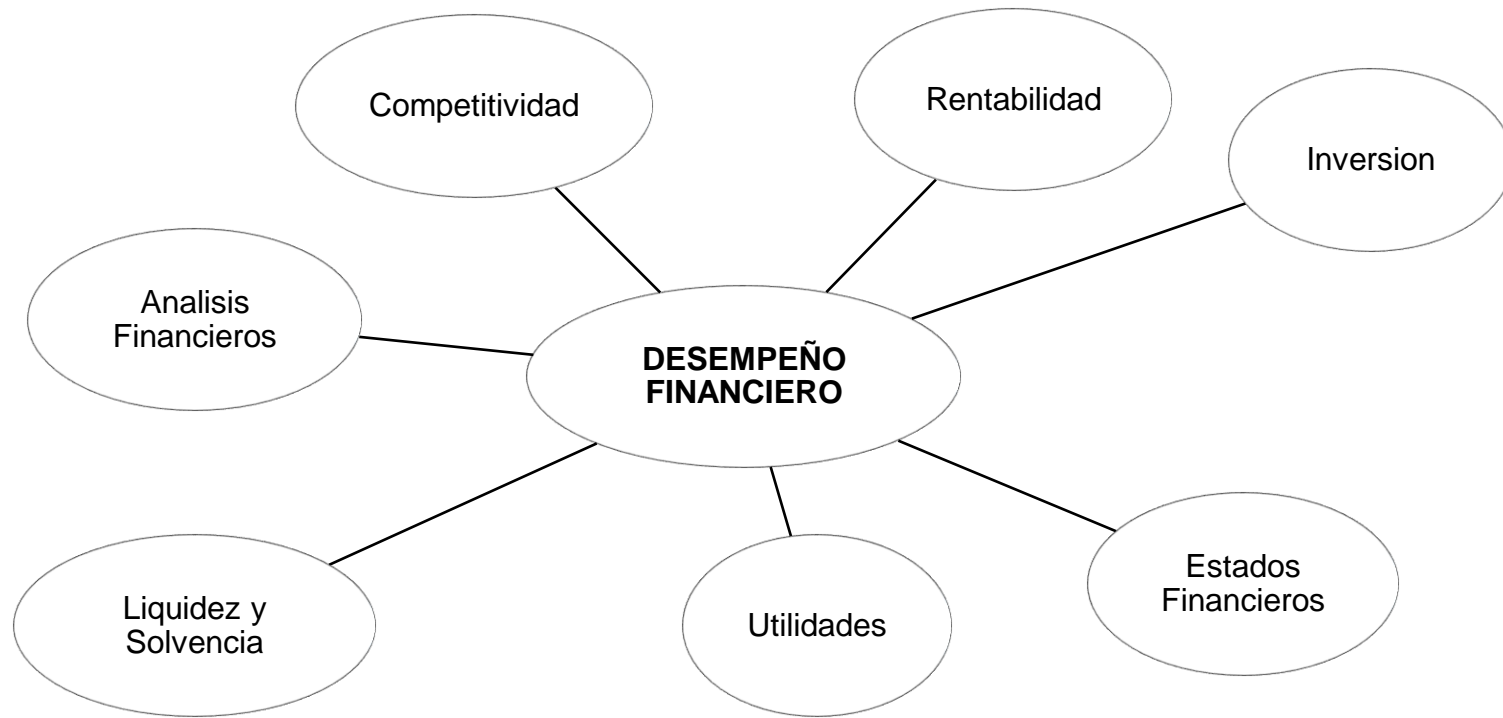 Competitividad
Rentabilidad
Inversion
Analisis
Financieros
DESEMPEÑO
FINANCIERO
Liquidez y
Solvencia
Utilidades
Estados
Financieros